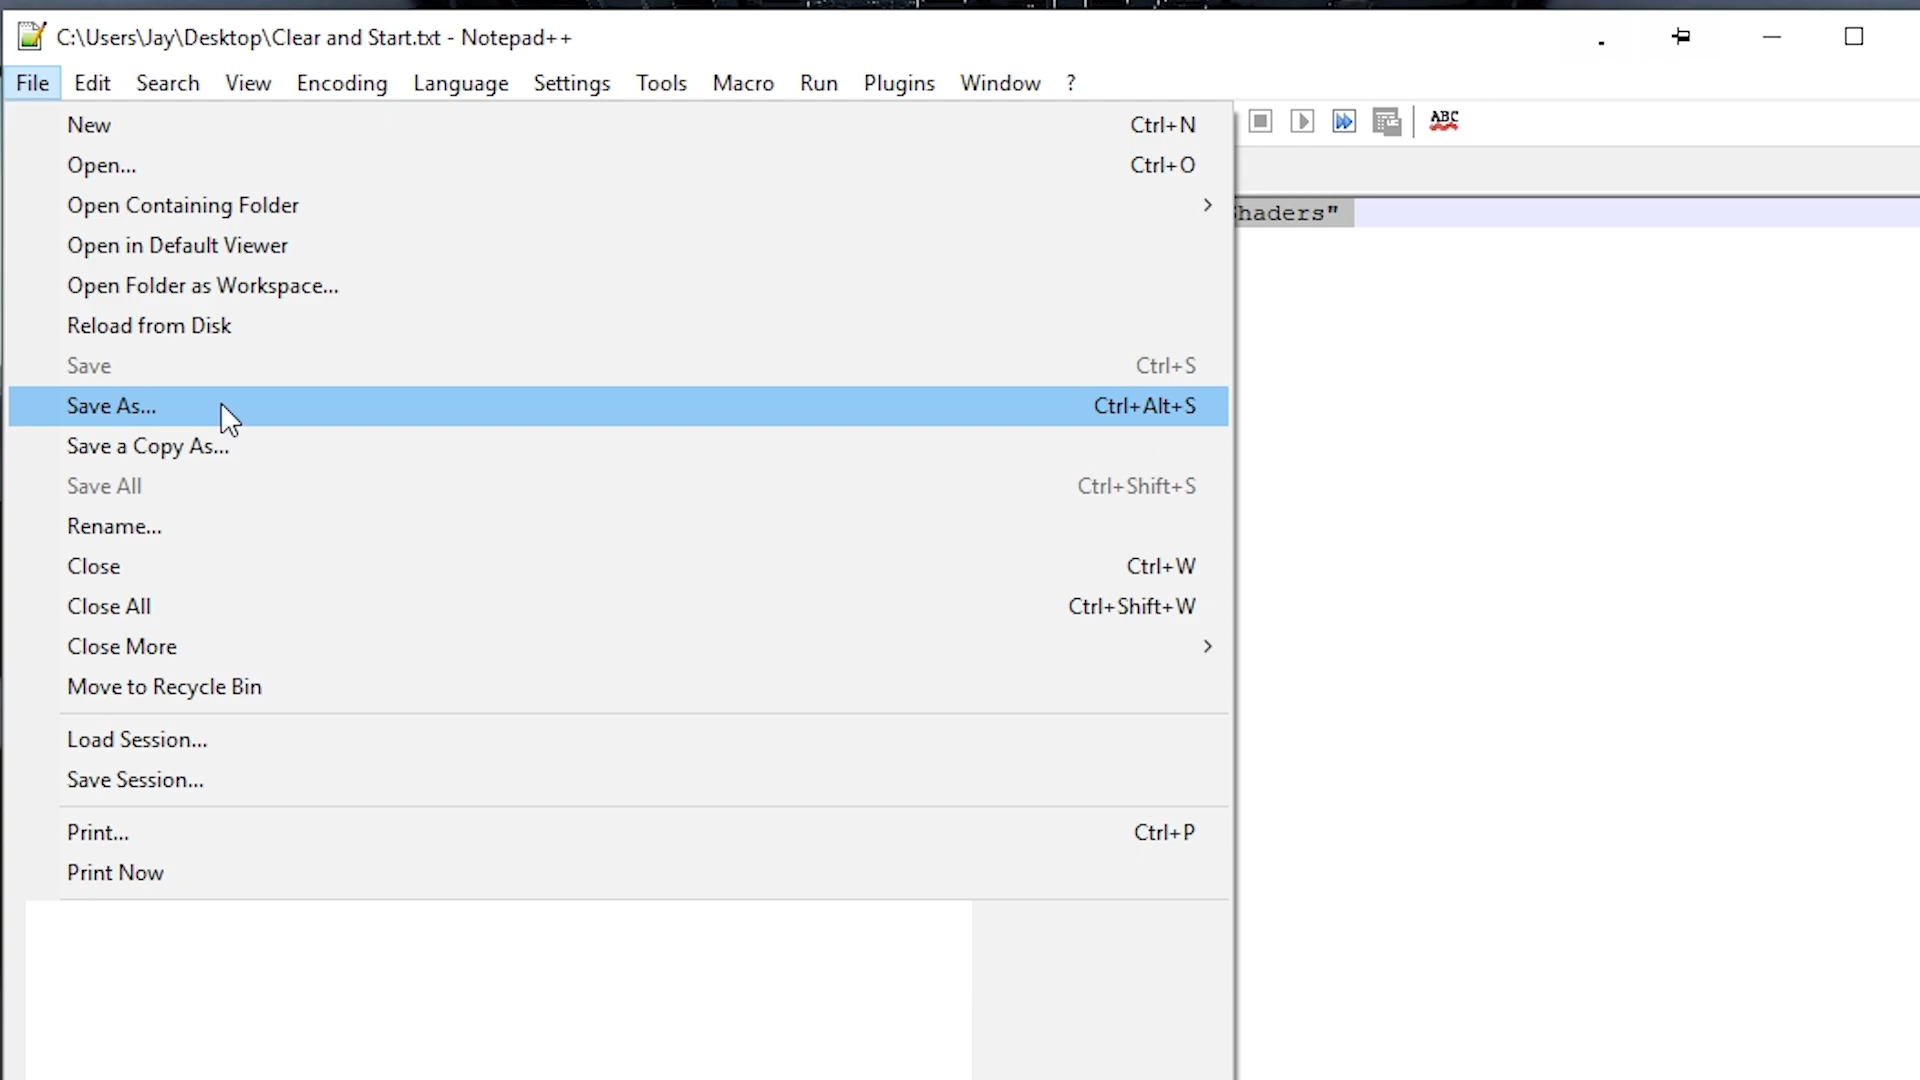 C:\Users\Jay\Desktop\Clear and Start.txt - Notepad++
File Edit Search View Encoding Language Settings Tools Macro Run Plugins Window ?
ABC
New Ctrl+N
Open... Ctrl+O
Open Containing Folder
haders"
Open in Default Viewer
Open Folder as Workspace...
Reload from Disk
Save Ctrl+S
Save As... Ctrl+Alt+S
Save a Copy As...
Save All Ctrl+Shift+S
Rename...
Close Ctrl+W
Close All Ctrl+Shift+W
Close More
Move to Recycle Bin
Load Session...
Save Session...
Print... Ctrl+P
Print Now